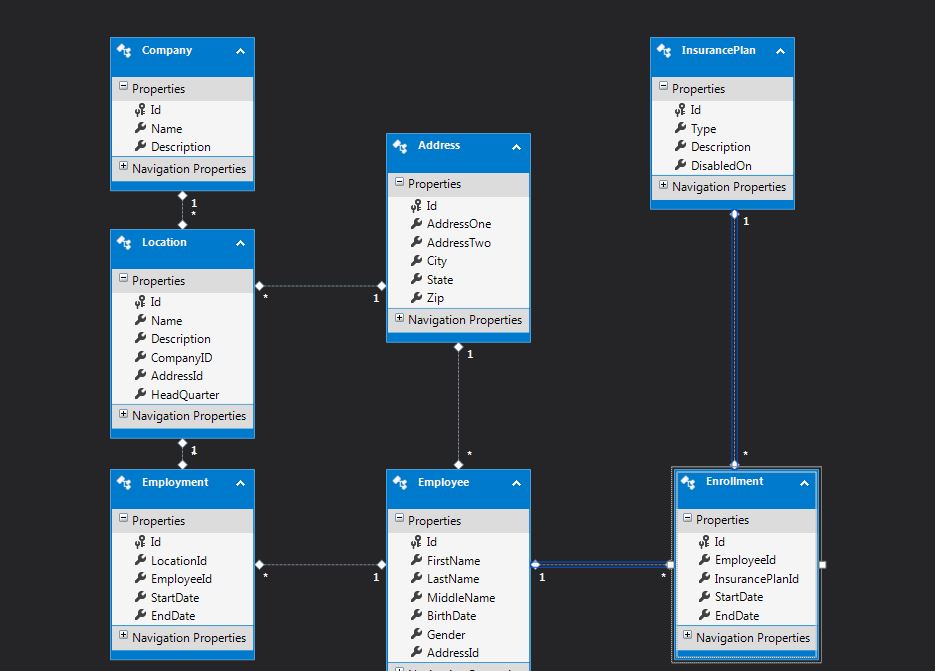 Company
Properties
Id
Name
Description
Navigation Properties
1
*
Location
Properties
Id
Name
Description
CompanyID
AddressId
HeadQuarter
Navigation Properties
*
1
1
*
Employment
Properties
Id
LocationId
EmployeeId
StartDate
EndDate
Navigation Properties
*
1
Address
Properties
Id
AddressOne
AddressTwo
City
State
Zip
Navigation Properties
1
*
Employee
Properties
Id
FirstName
LastName
MiddleName
BirthDate
Gender
AddressId
1
*
InsurancePlan
Properties
Id
Type
Description
DisabledOn
Navigation Properties
1
*
Enrollment
Properties
Id
EmployeeId
InsurancePlanId
StartDate
EndDate
Navigation Properties